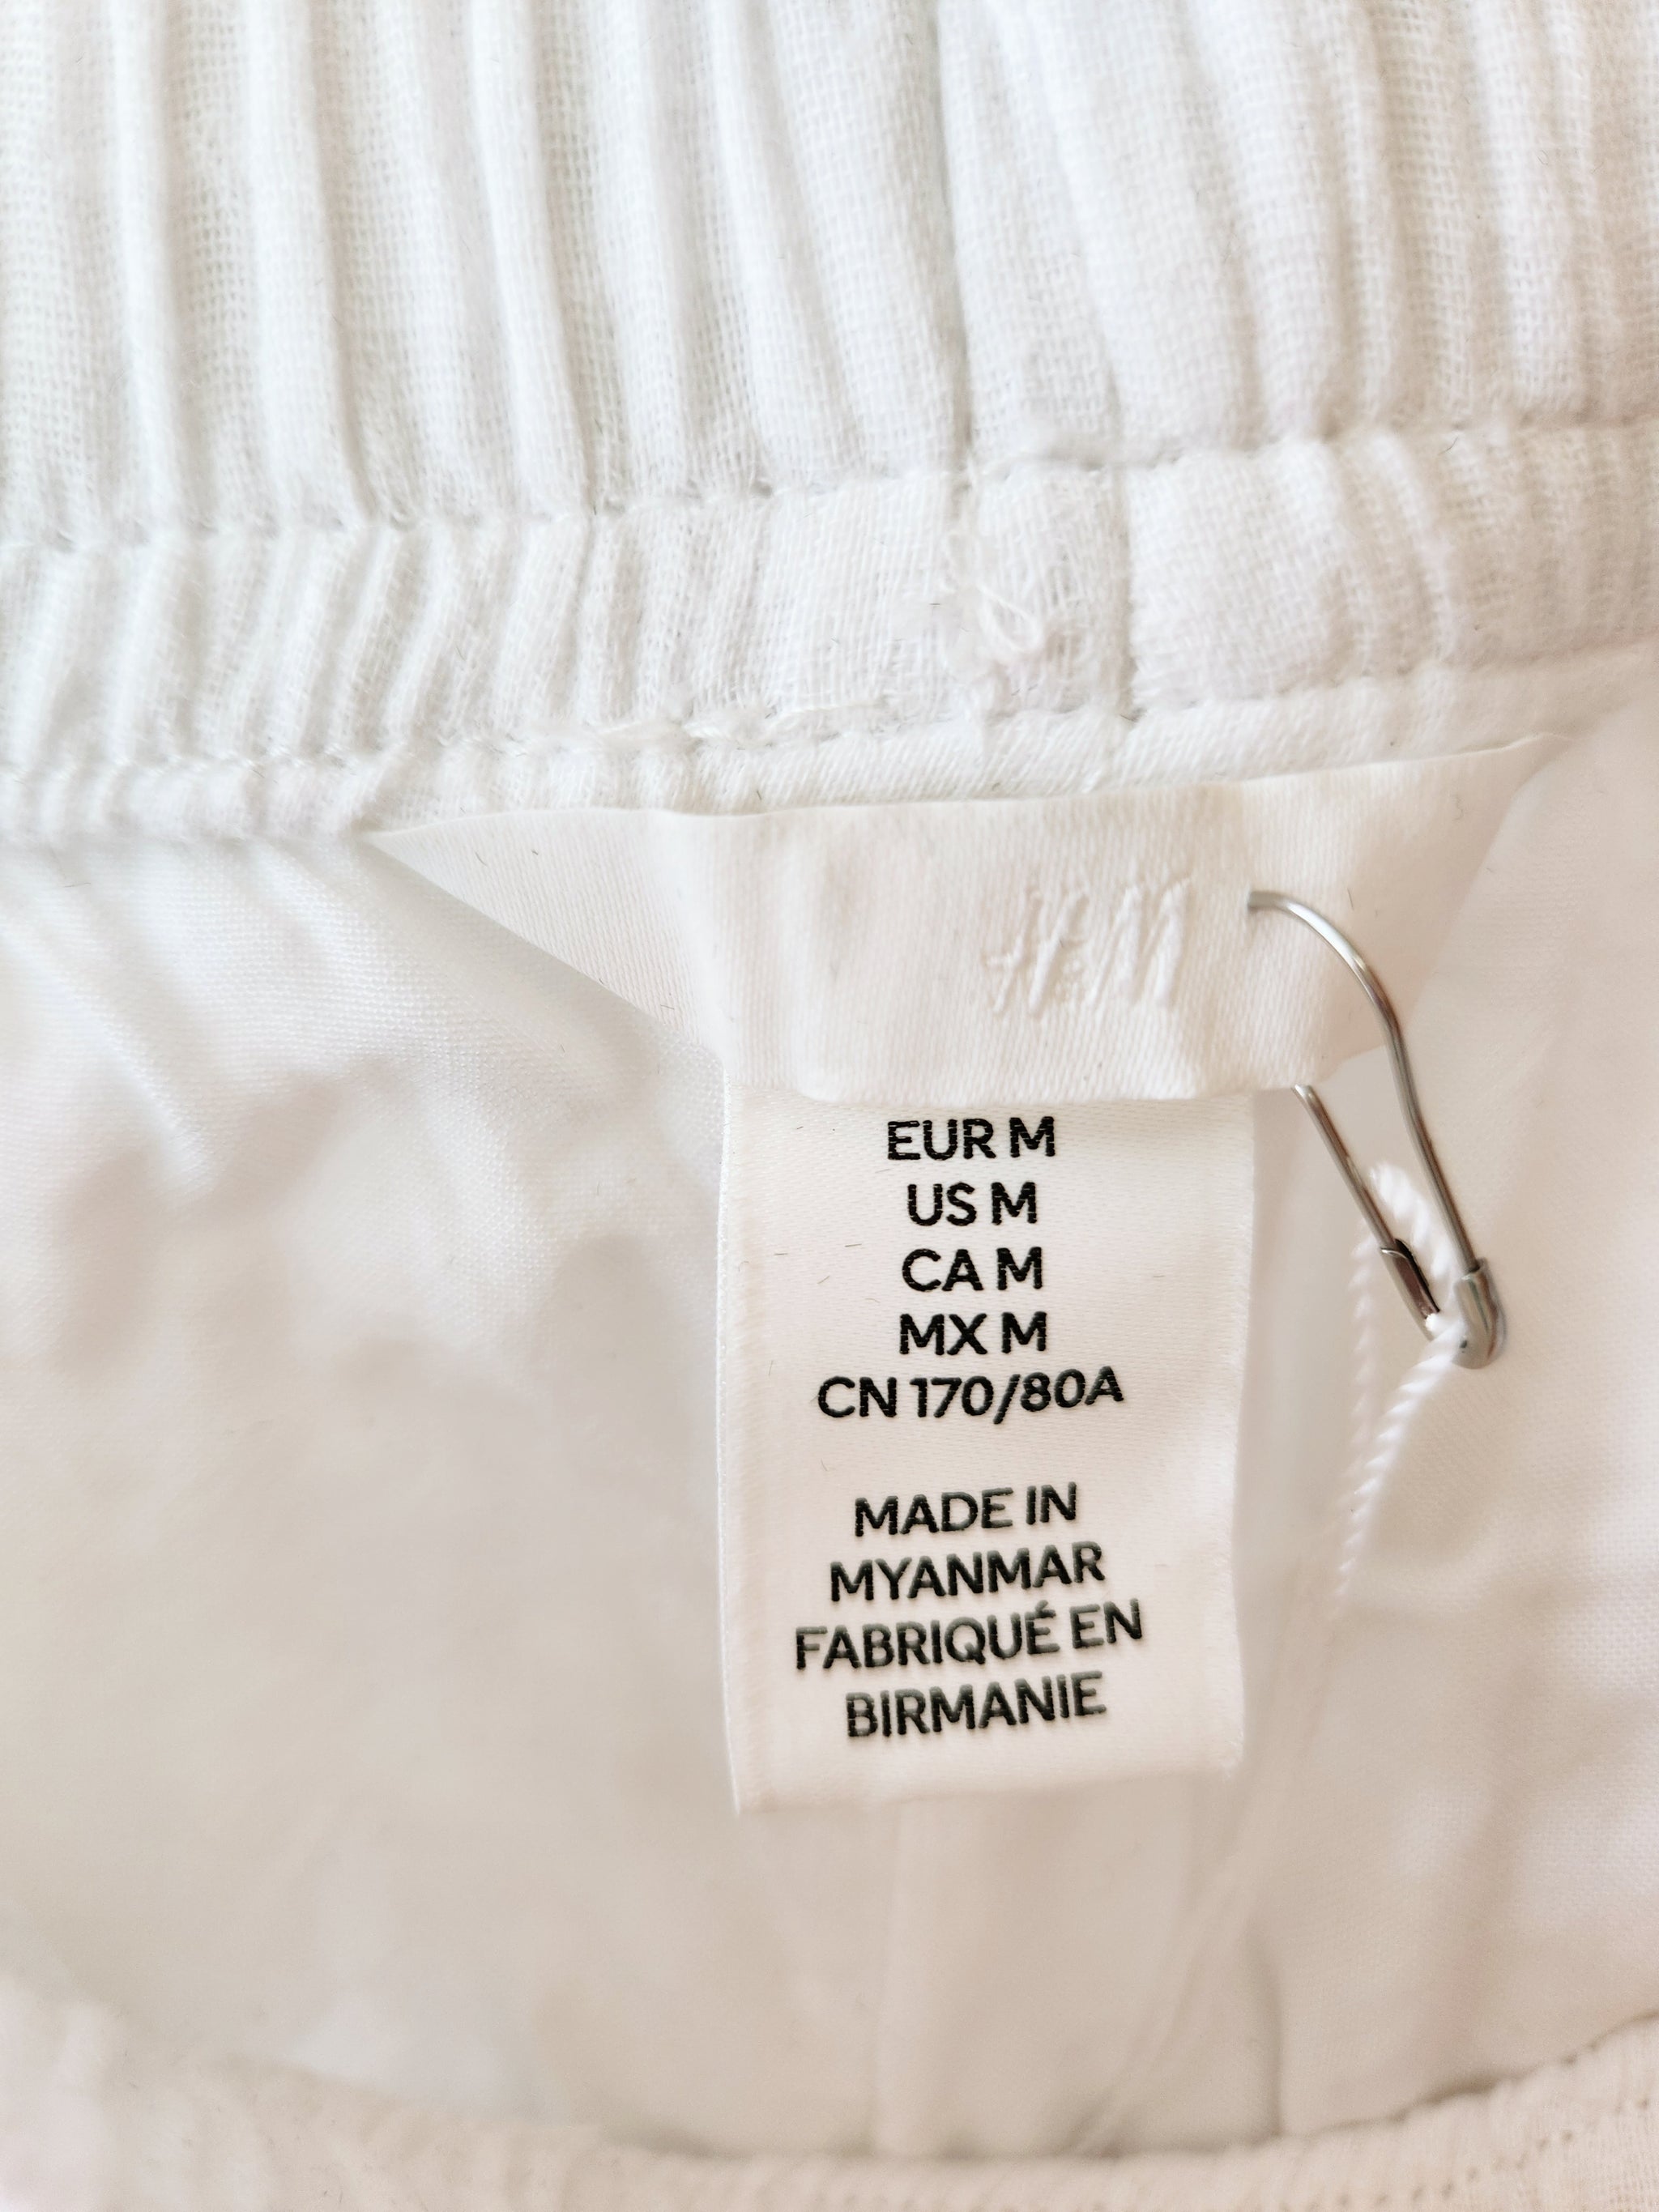 H&M
EUR M
US M
CA M
MX M
CN 170/80A
MADE IN
MYANMAR
FABRIQUÉ EN
BIRMANIE